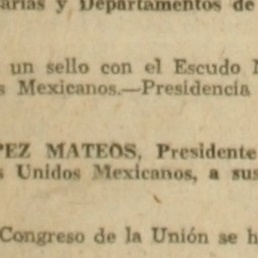 arias y Departamentos de
un sello con el Escudo
s Mexicanos.—Presidencia
PEZ MATEOS, Presidente
s Unidos Mexicanos, a sus
Congreso de la Unión se h